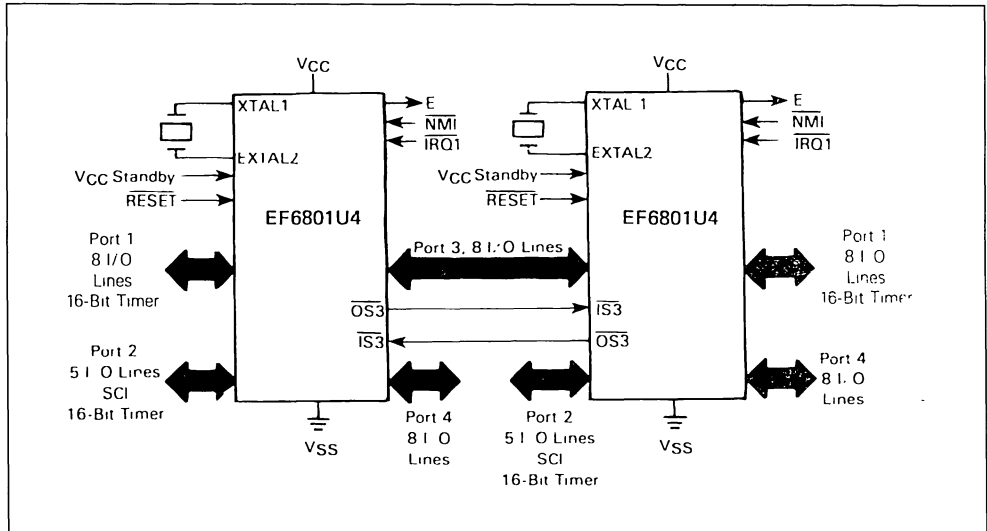 VCC
XTAL1
E
NMI
IRQ1
EXTAL2
VCC Standby
RESET
EF6801U4
Port 1
8 I/O
Lines
16-Bit Timer
Port 2
5 I O Lines
SCI
16-Bit Timer
OS3
IS3
VSS
Port 4
8 I O
Lines
Port 3, 8 I/O Lines
VCC
XTAL 1
E
NMI
IRQ1
EXTAL2
VCC Standby
RESET
EF6801U4
Port 1
8 I O
Lines
16-Bit Timer
IS3
OS3
Port 2
5 I O Lines
SCI
16-Bit Timer
VSS
Port 4
8 I/O
Lines